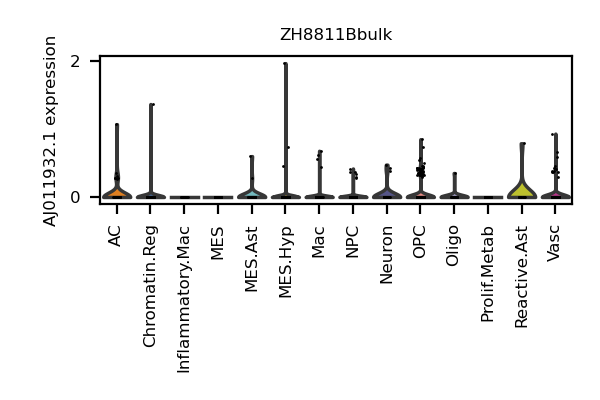 ZH8811Bbulk
AJ011932.1 expression
2
0
AC
Chromatin.Reg
Inflammatory.Mac
MES
MES.Ast
MES.Hyp
Mac
NPC
Neuron
OPC
Oligo
Prolif.Metab
Reactive.Ast
Vasc